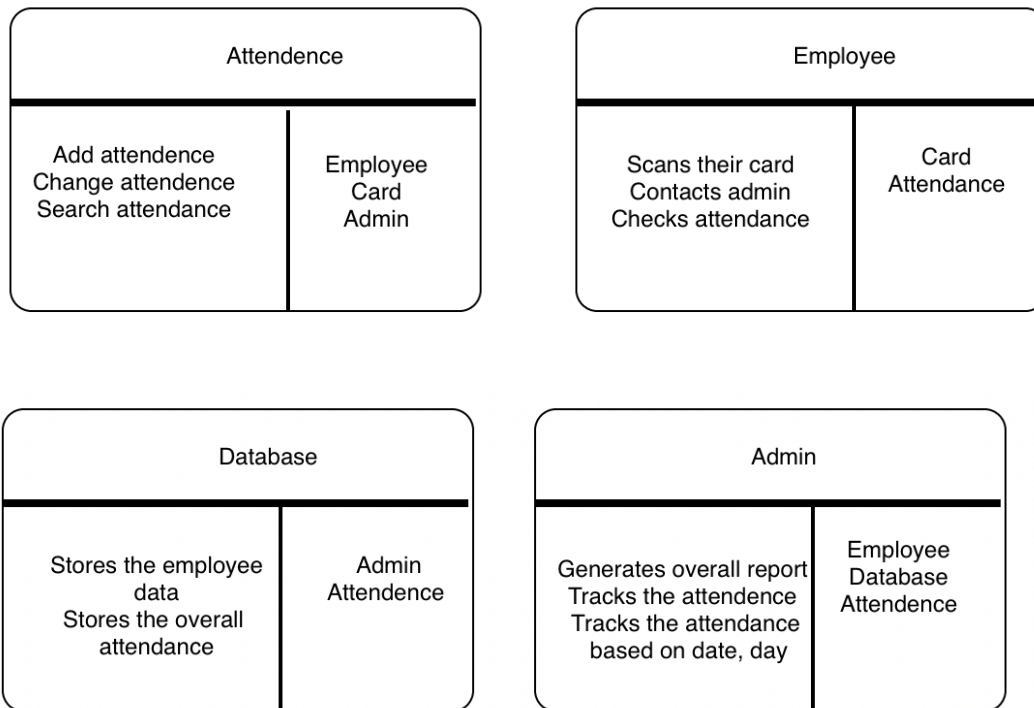 Attendence
Add attendence
Change attendence
Search attendance
Employee
Card
Admin
Employee
Scans their card
Contacts admin
Checks attendance
Card
Attendance
Database
Stores the employee
data
Stores the overall
attendance
Admin
Attendence
Admin
Generates overall report
Tracks the attendence
Tracks the attendance
based on date, day
Employee
Database
Attendence